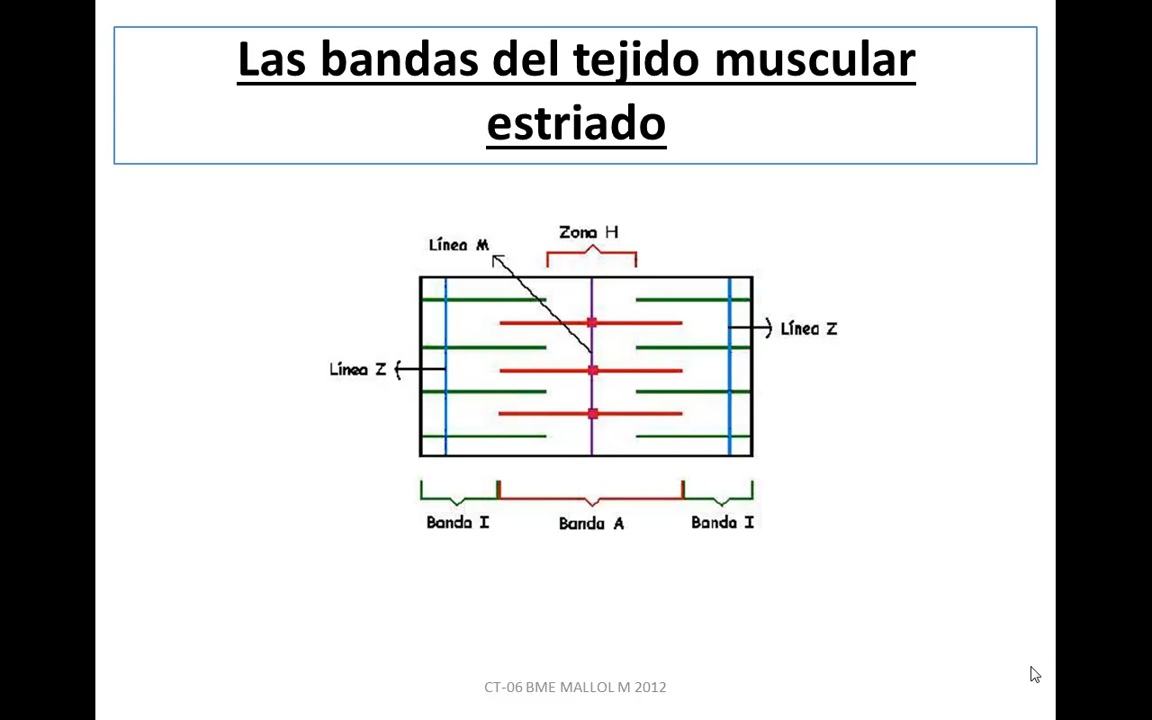 Las bandas del tejido muscular
estriado
Zona H
Línea M
Línea Z
Línea Z
Banda I
Banda A
Banda I
CT-06 BME MALLOL M 2012